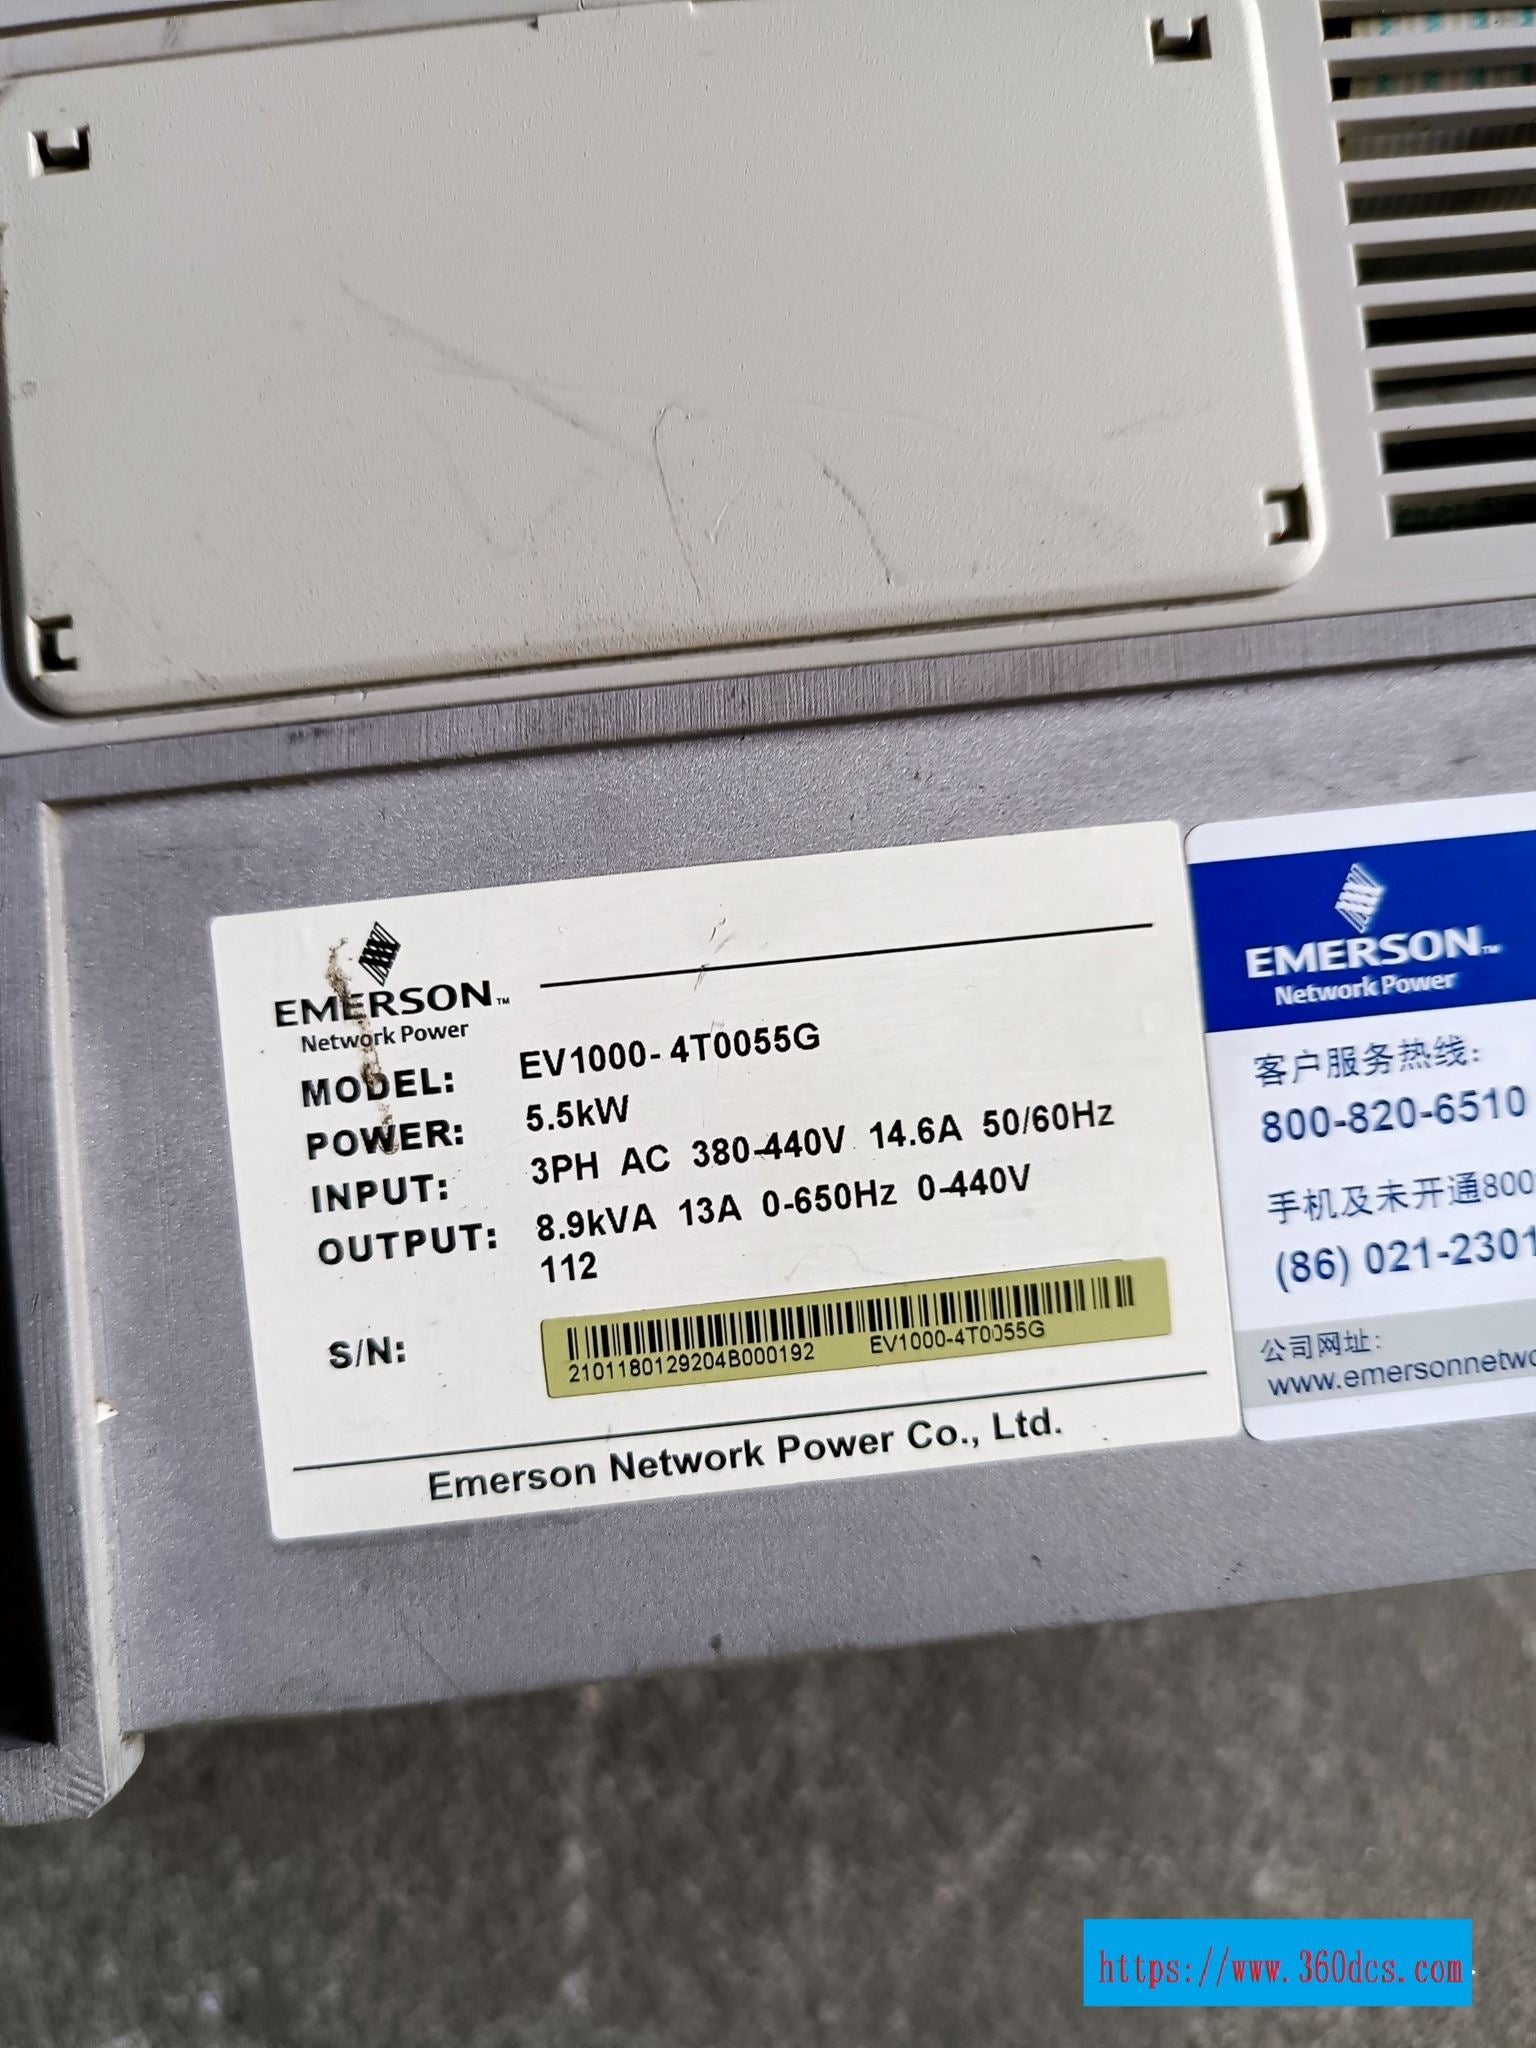 EMERSON™
Network Power
MODEL: EV1000-4T0055G
POWER: 5.5kW
INPUT: 3PH AC 380-440V 14.6A 50/60Hz
OUTPUT: 8.9kVA 13A 0-650Hz 0-440V
112
S/N:
2101180129204B000192 EV1000-4T0055G
Emerson Network Power Co., Ltd.
EMERSON™
Network Power
客户服务热线:
800-820-6510
手机及未开通800
(86) 021-2301
公司网址:
www.emersonnetwo
https://www.360dcs.com